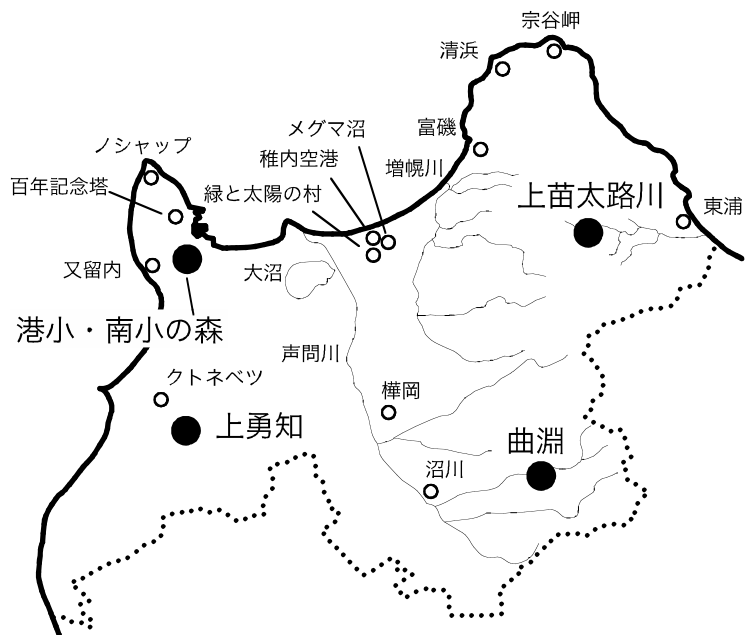 宗谷岬
清浜
メグマ沼
富磯
ノシャップ
稚内空港
増幌川
百年記念塔
緑と太陽の村
上苗太路川
東浦
又留内
大沼
港小・南小の森
声問川
クトネベツ
樺岡
上勇知
曲淵
沼川